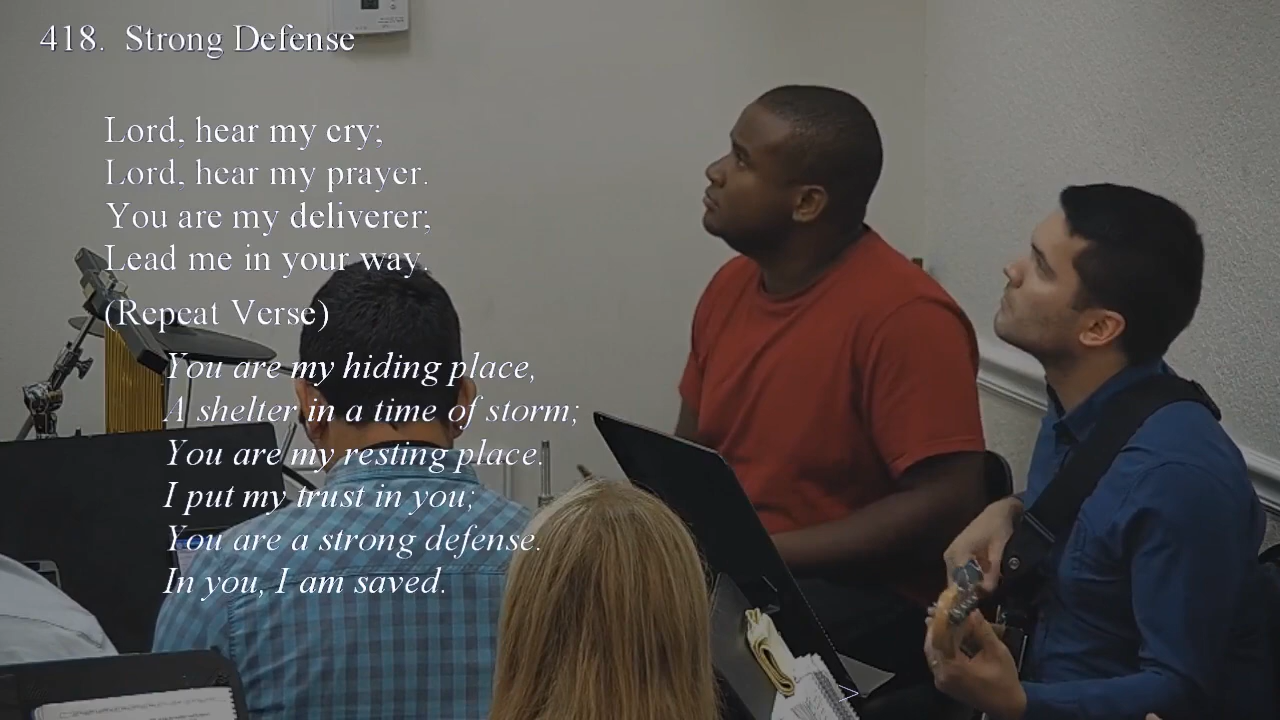 418. Strong Defense
Lord, hear my cry;
Lord, hear my prayer.
You are my deliverer;
Lead me in your way.
(Repeat Verse)
You are my hiding place,
A shelter in a time of storm;
You are my resting place.
I put my trust in you;
You are a strong defense.
In you, I am saved.